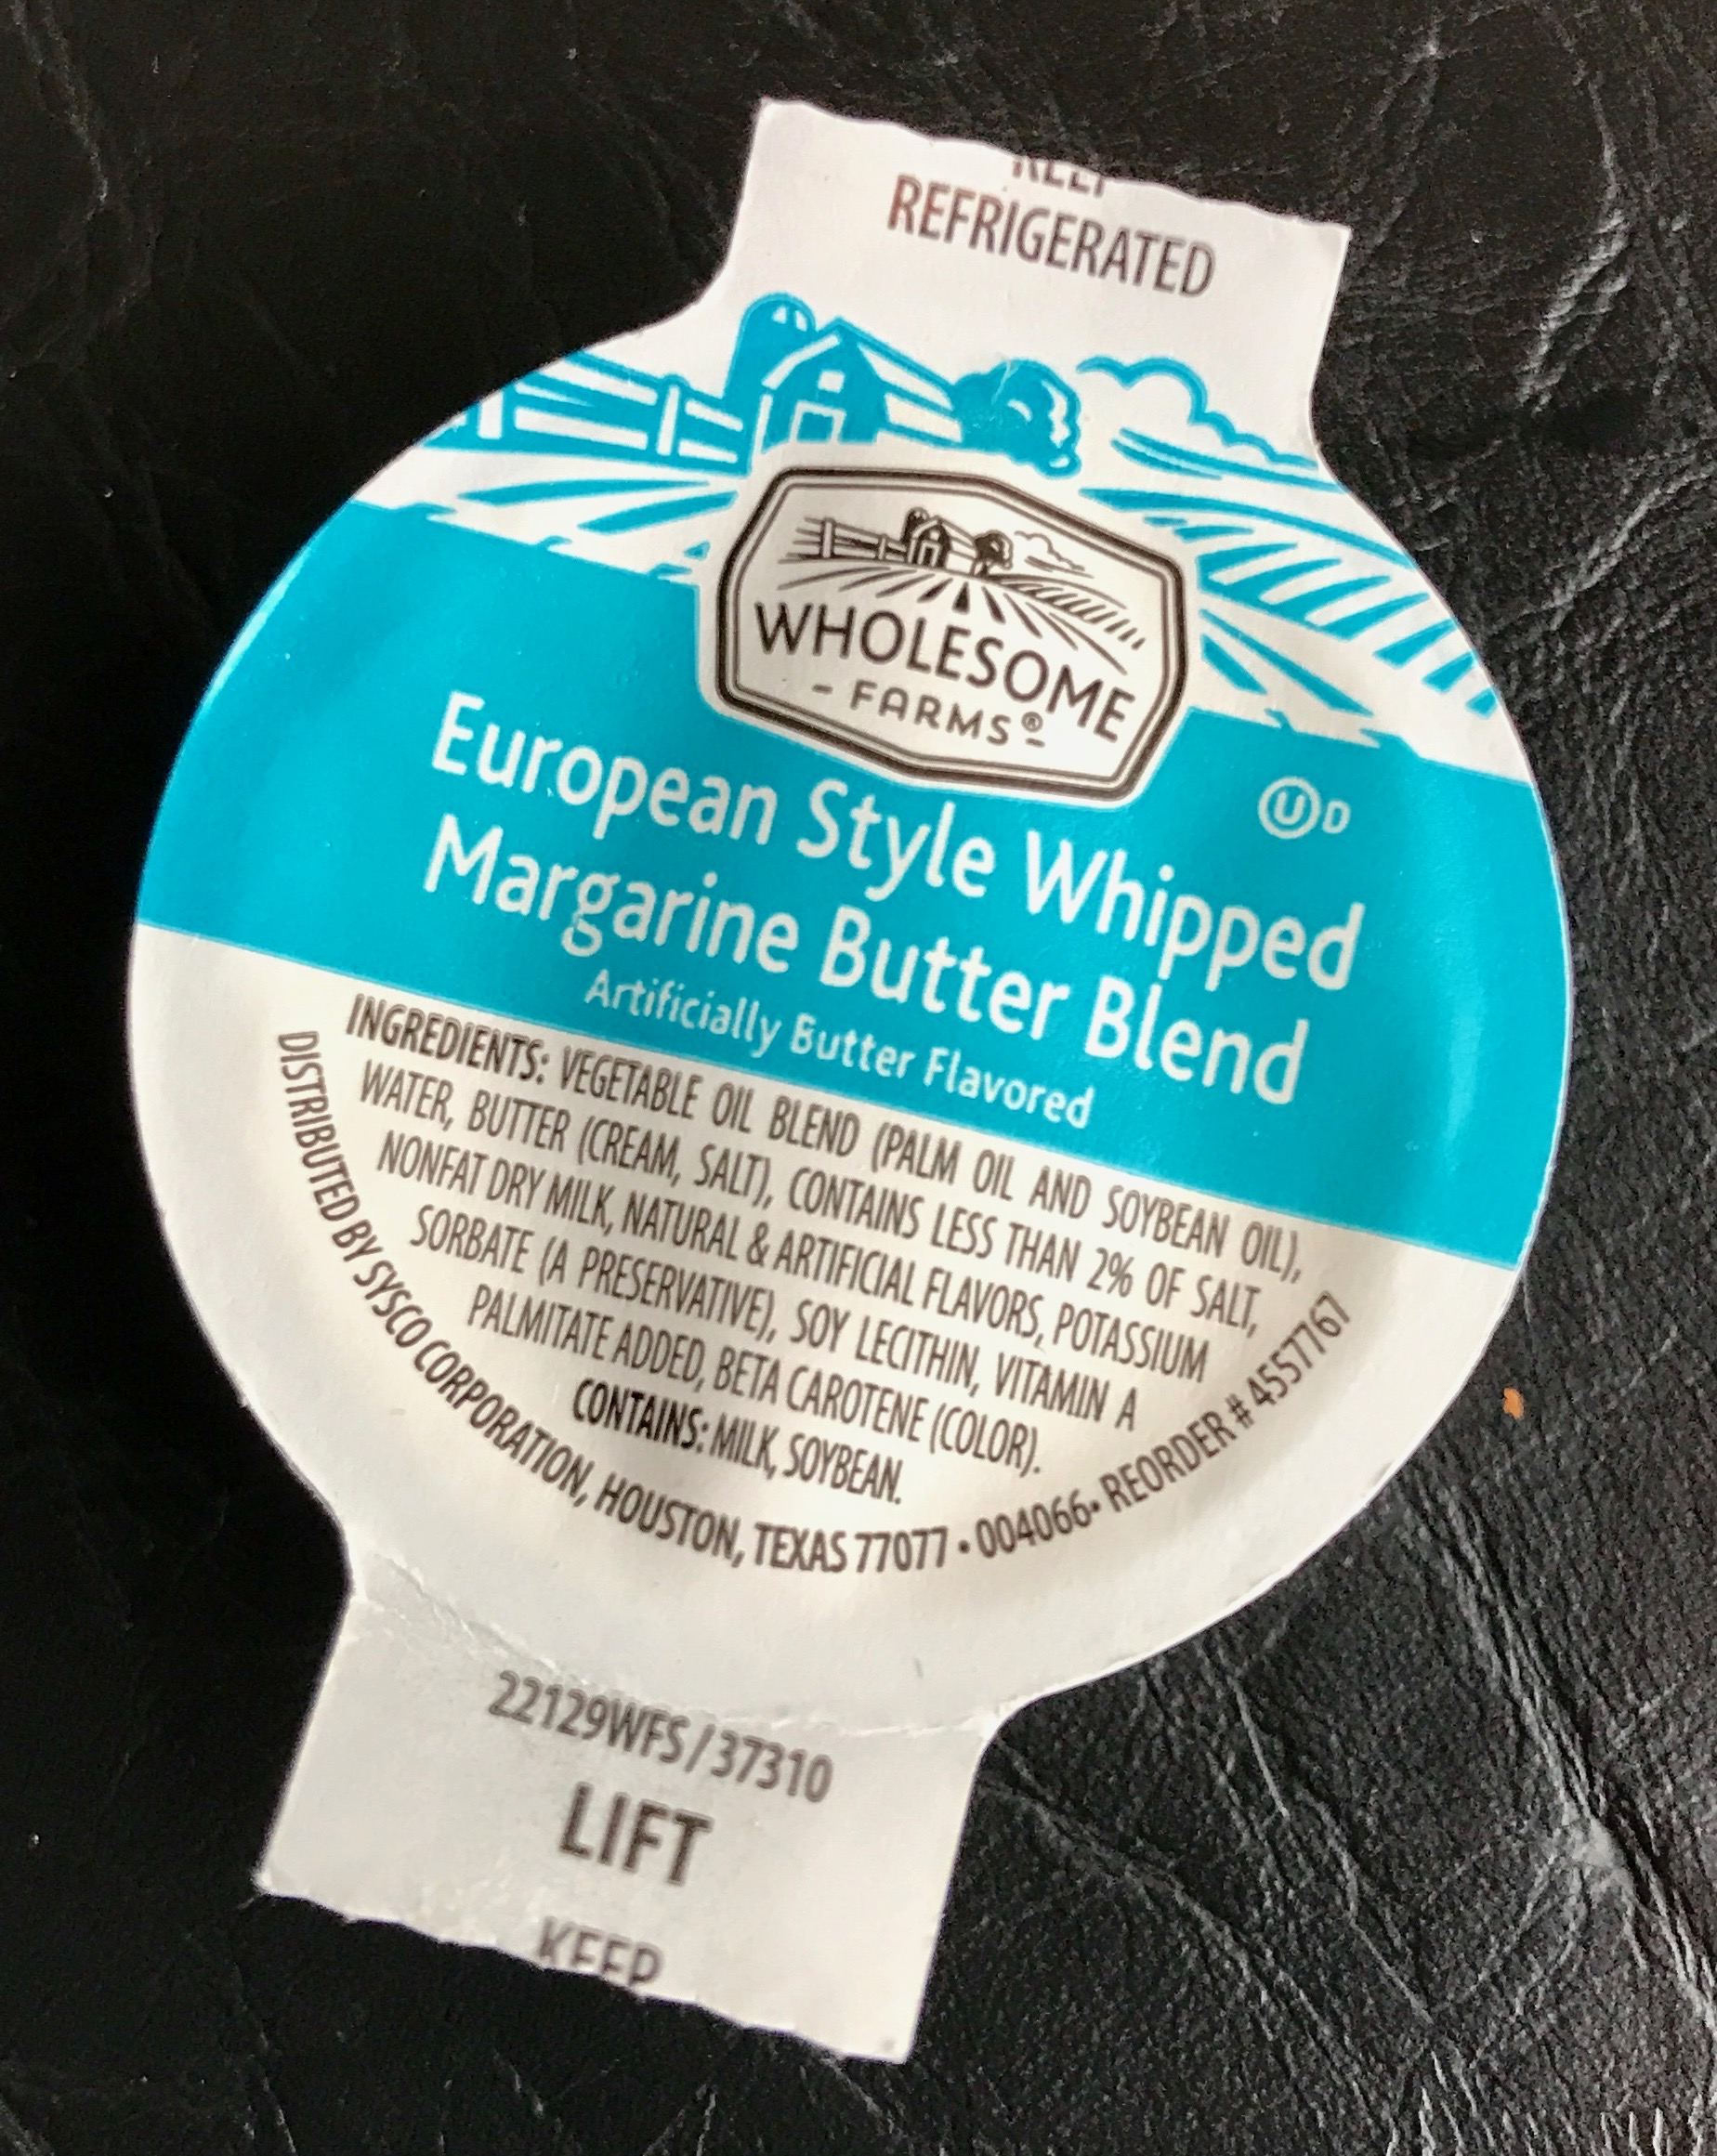 REFRIGERATED
WHOLESOME
- FARMS®-
European Style Whipped
Margarine Butter Blend
Artificially Butter Flavored
Ⓤ D
INGREDIENTS: VEGETABLE OIL BLEND (PALM OIL AND SOYBEAN OIL),
WATER, BUTTER (CREAM, SALT), CONTAINS LESS THAN 2% OF SALT,
NONFAT DRY MILK, NATURAL & ARTIFICIAL FLAVORS, POTASSIUM
SORBATE (A PRESERVATIVE), SOY LECITHIN, VITAMIN A
PALMITATE ADDED, BETA CAROTENE (COLOR).
CONTAINS: MILK, SOYBEAN.
DISTRIBUTED BY SYSCO CORPORATION, HOUSTON, TEXAS 77077 • 004066• REORDER # 4557767
22129WFS/37310
LIFT
KEEP